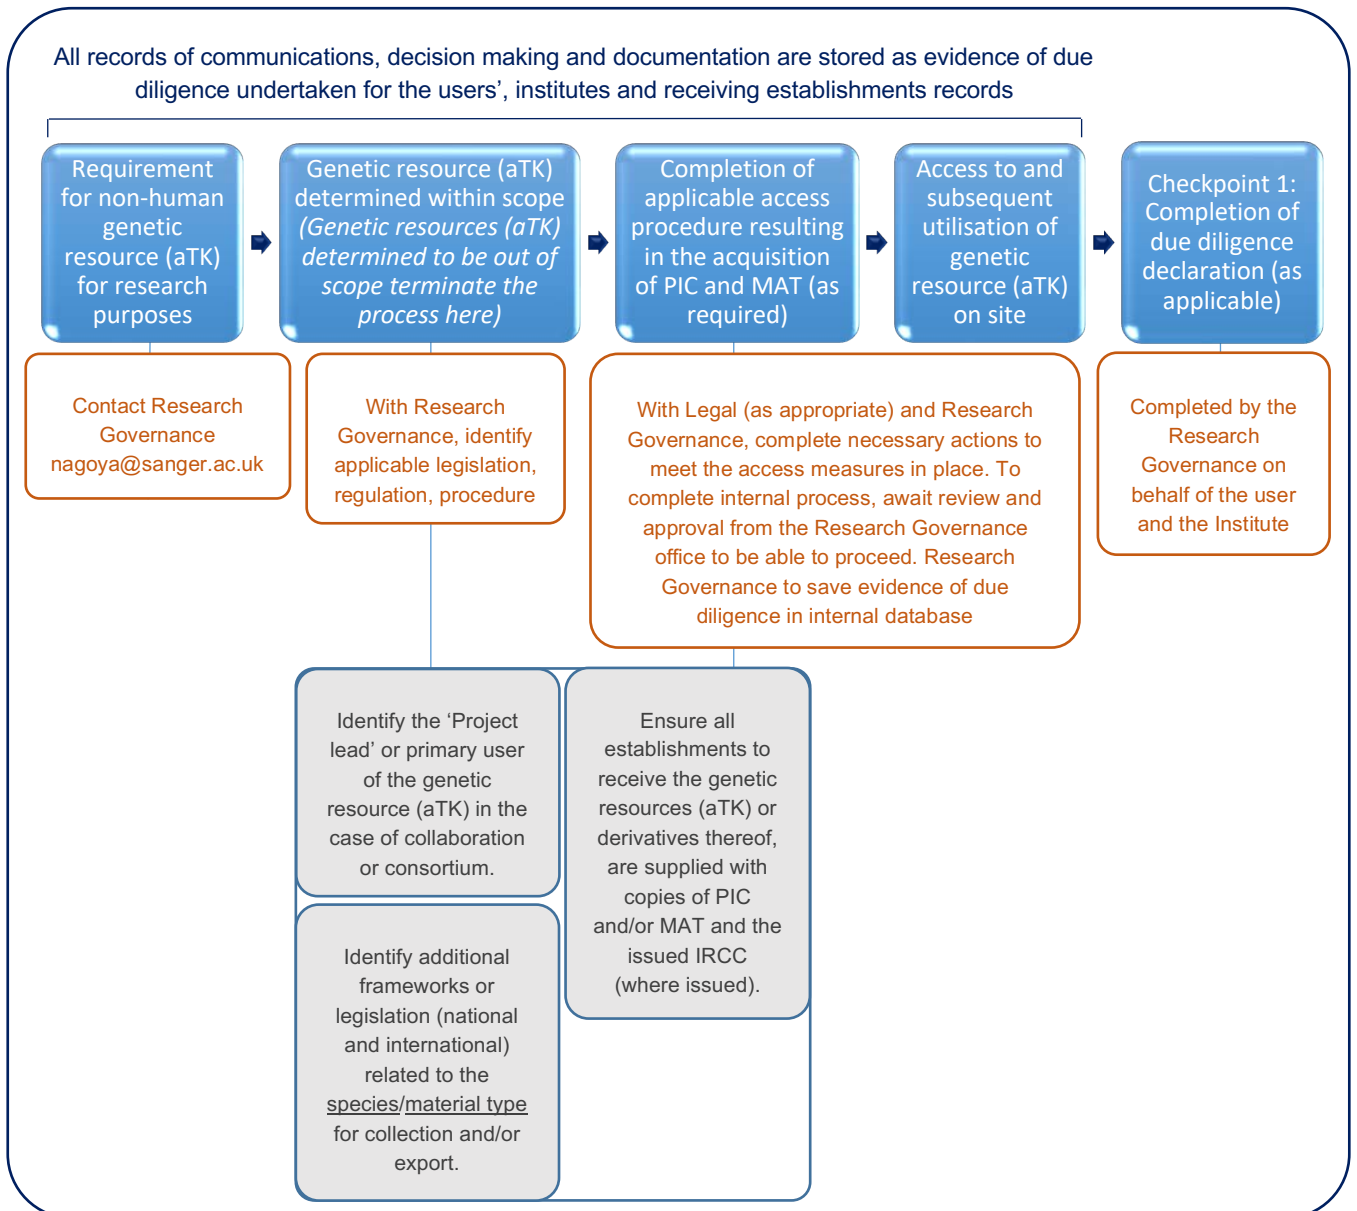 All records of communications, decision making and documentation are stored as evidence of due
diligence undertaken for the users’, institutes and receiving establishments records
Requirement
for non-human
genetic
resource (aTK)
for research
purposes
Genetic resource (aTK)
determined within scope
(Genetic resources (aTK)
determined to be out of
scope terminate the
process here)
Completion of
applicable access
procedure resulting
in the acquisition
of PIC and MAT (as
required)
Access to and
subsequent
utilisation of
genetic
resource (aTK)
on site
Checkpoint 1:
Completion of
due diligence
declaration (as
applicable)
Contact Research
Governance
nagoya@sanger.ac.uk
With Research
Governance, identify
applicable legislation,
regulation, procedure
With Legal (as appropriate) and Research
Governance, complete necessary actions to
meet the access measures in place. To
complete internal process, await review and
approval from the Research Governance
office to be able to proceed. Research
Governance to save evidence of due
diligence in internal database
Completed by the
Research
Governance on
behalf of the user
and the Institute
Identify the ‘Project
lead’ or primary user
of the genetic
resource (aTK) in the
case of collaboration
or consortium.
Ensure all
establishments to
receive the genetic
resources (aTK) or
derivatives thereof,
are supplied with
copies of PIC
and/or MAT and the
issued IRCC
(where issued).
Identify additional
frameworks or
legislation (national
and international)
related to the
species/material type
for collection and/or
export.